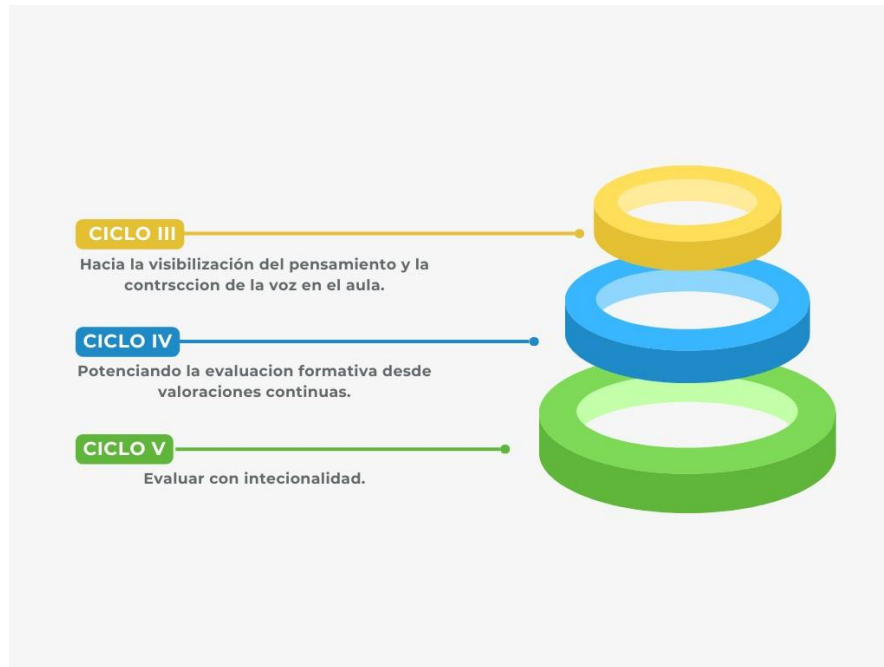 CICLO III
Hacia la visibilización del pensamiento y la
contrsccion de la voz en el aula.
CICLO IV
Potenciando la evaluacion formativa desde
valoraciones continuas.
CICLO V
Evaluar con intecionalidad.